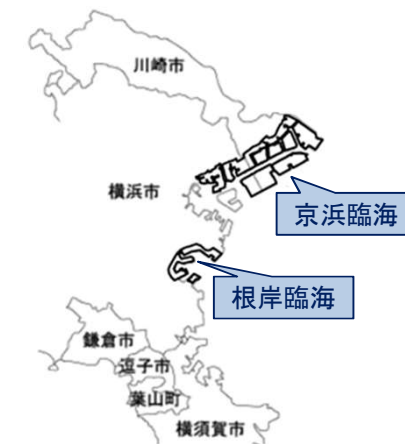 川崎市
横浜市
京浜臨海
根岸臨海
鎌倉市
逗子市
葉山町
横須賀市